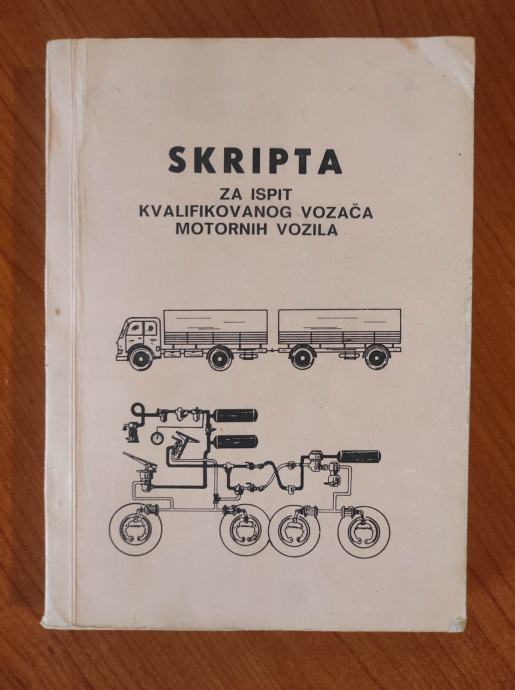 SKRIPTA
ZA ISPIT
KVALIFIKOVANOG VOZAČA
MOTORNIH VOZILA